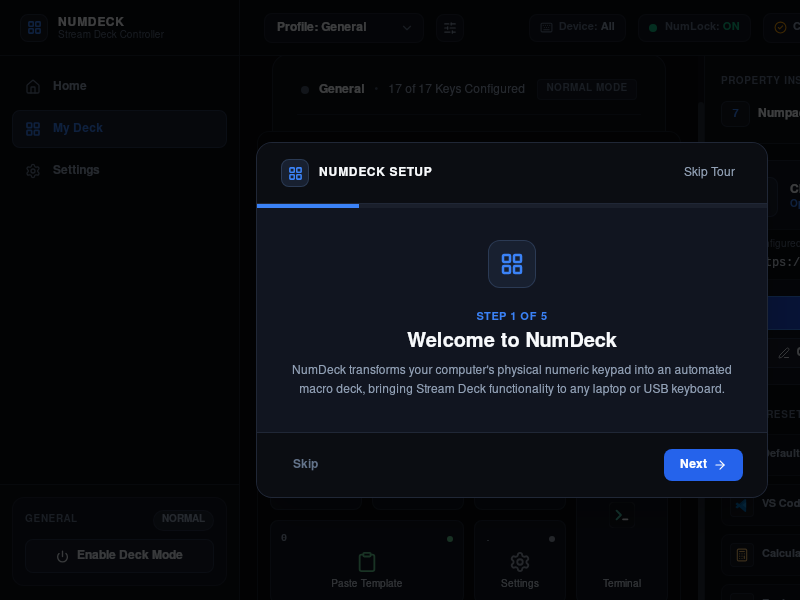 NUMDECK
Stream Deck Controller
Profile: General
Device: All
NumLock: ON
Home
My Deck
Settings
General • 17 of 17 Keys Configured
NORMAL MODE
PROPERTY INS
7
Numpa
NUMDECK SETUP
Skip Tour
STEP 1 OF 5
Welcome to NumDeck
NumDeck transforms your computer's physical numeric keypad into an automated
macro deck, bringing Stream Deck functionality to any laptop or USB keyboard.
Skip
Next
VS Cod
Calcula
GENERAL
NORMAL
Enable Deck Mode
0
Paste Template
Settings
Terminal